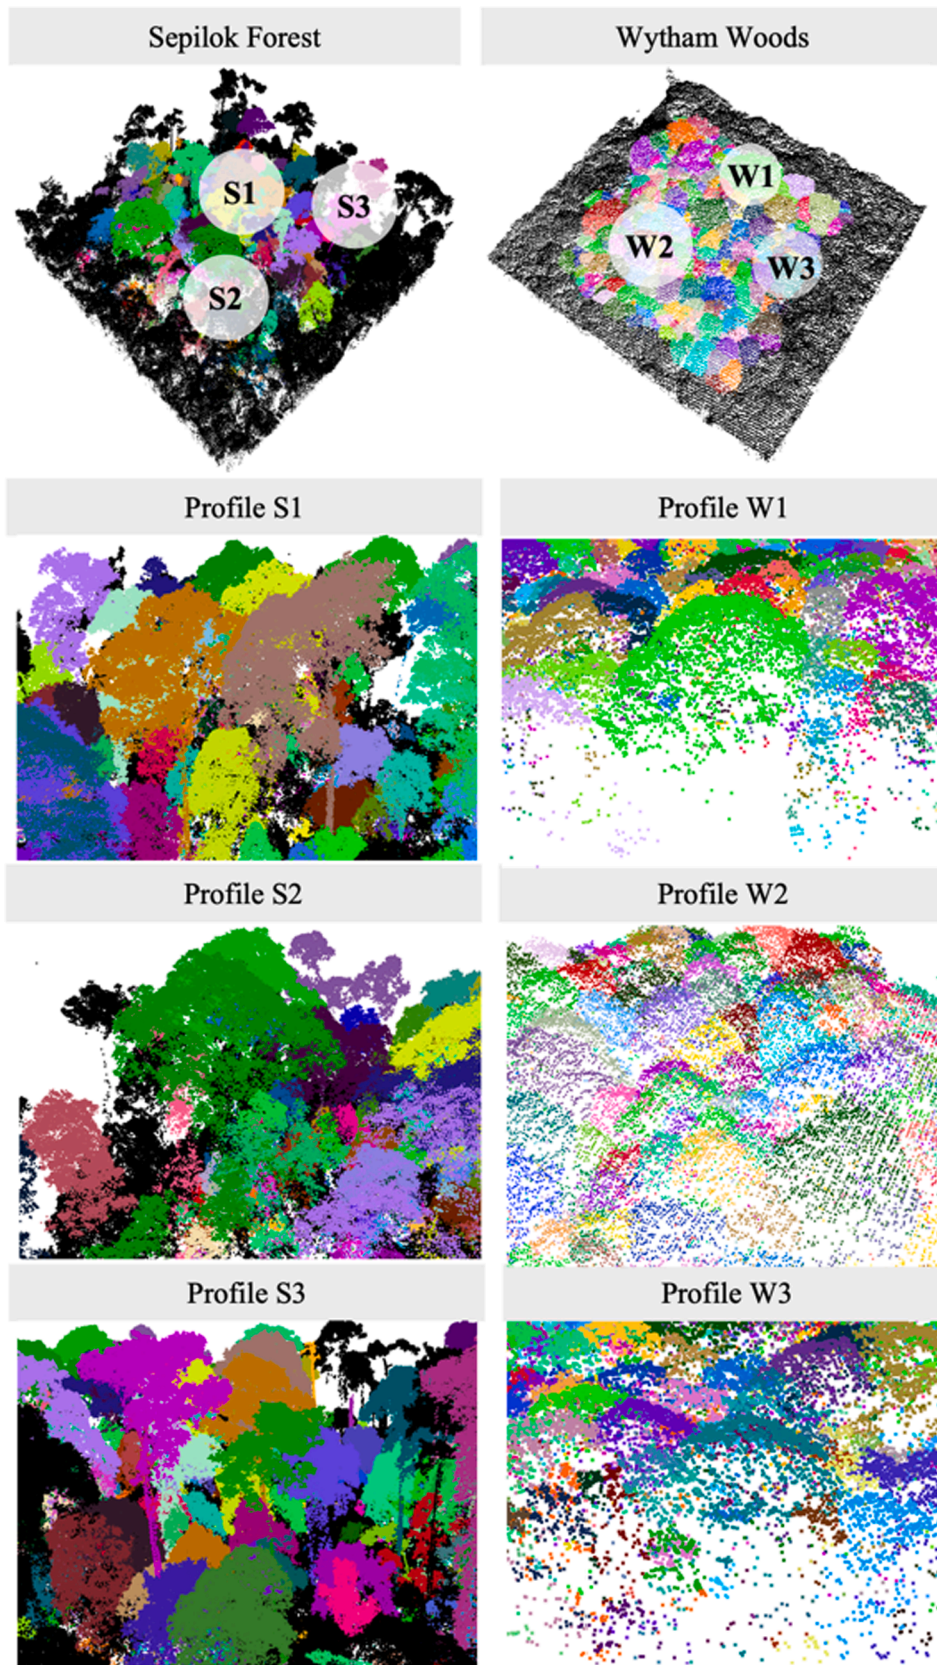 Sepilok Forest
Wytham Woods
S1
S3
S2
W1
W2
W3
Profile S1
Profile W1
Profile S2
Profile W2
Profile S3
Profile W3